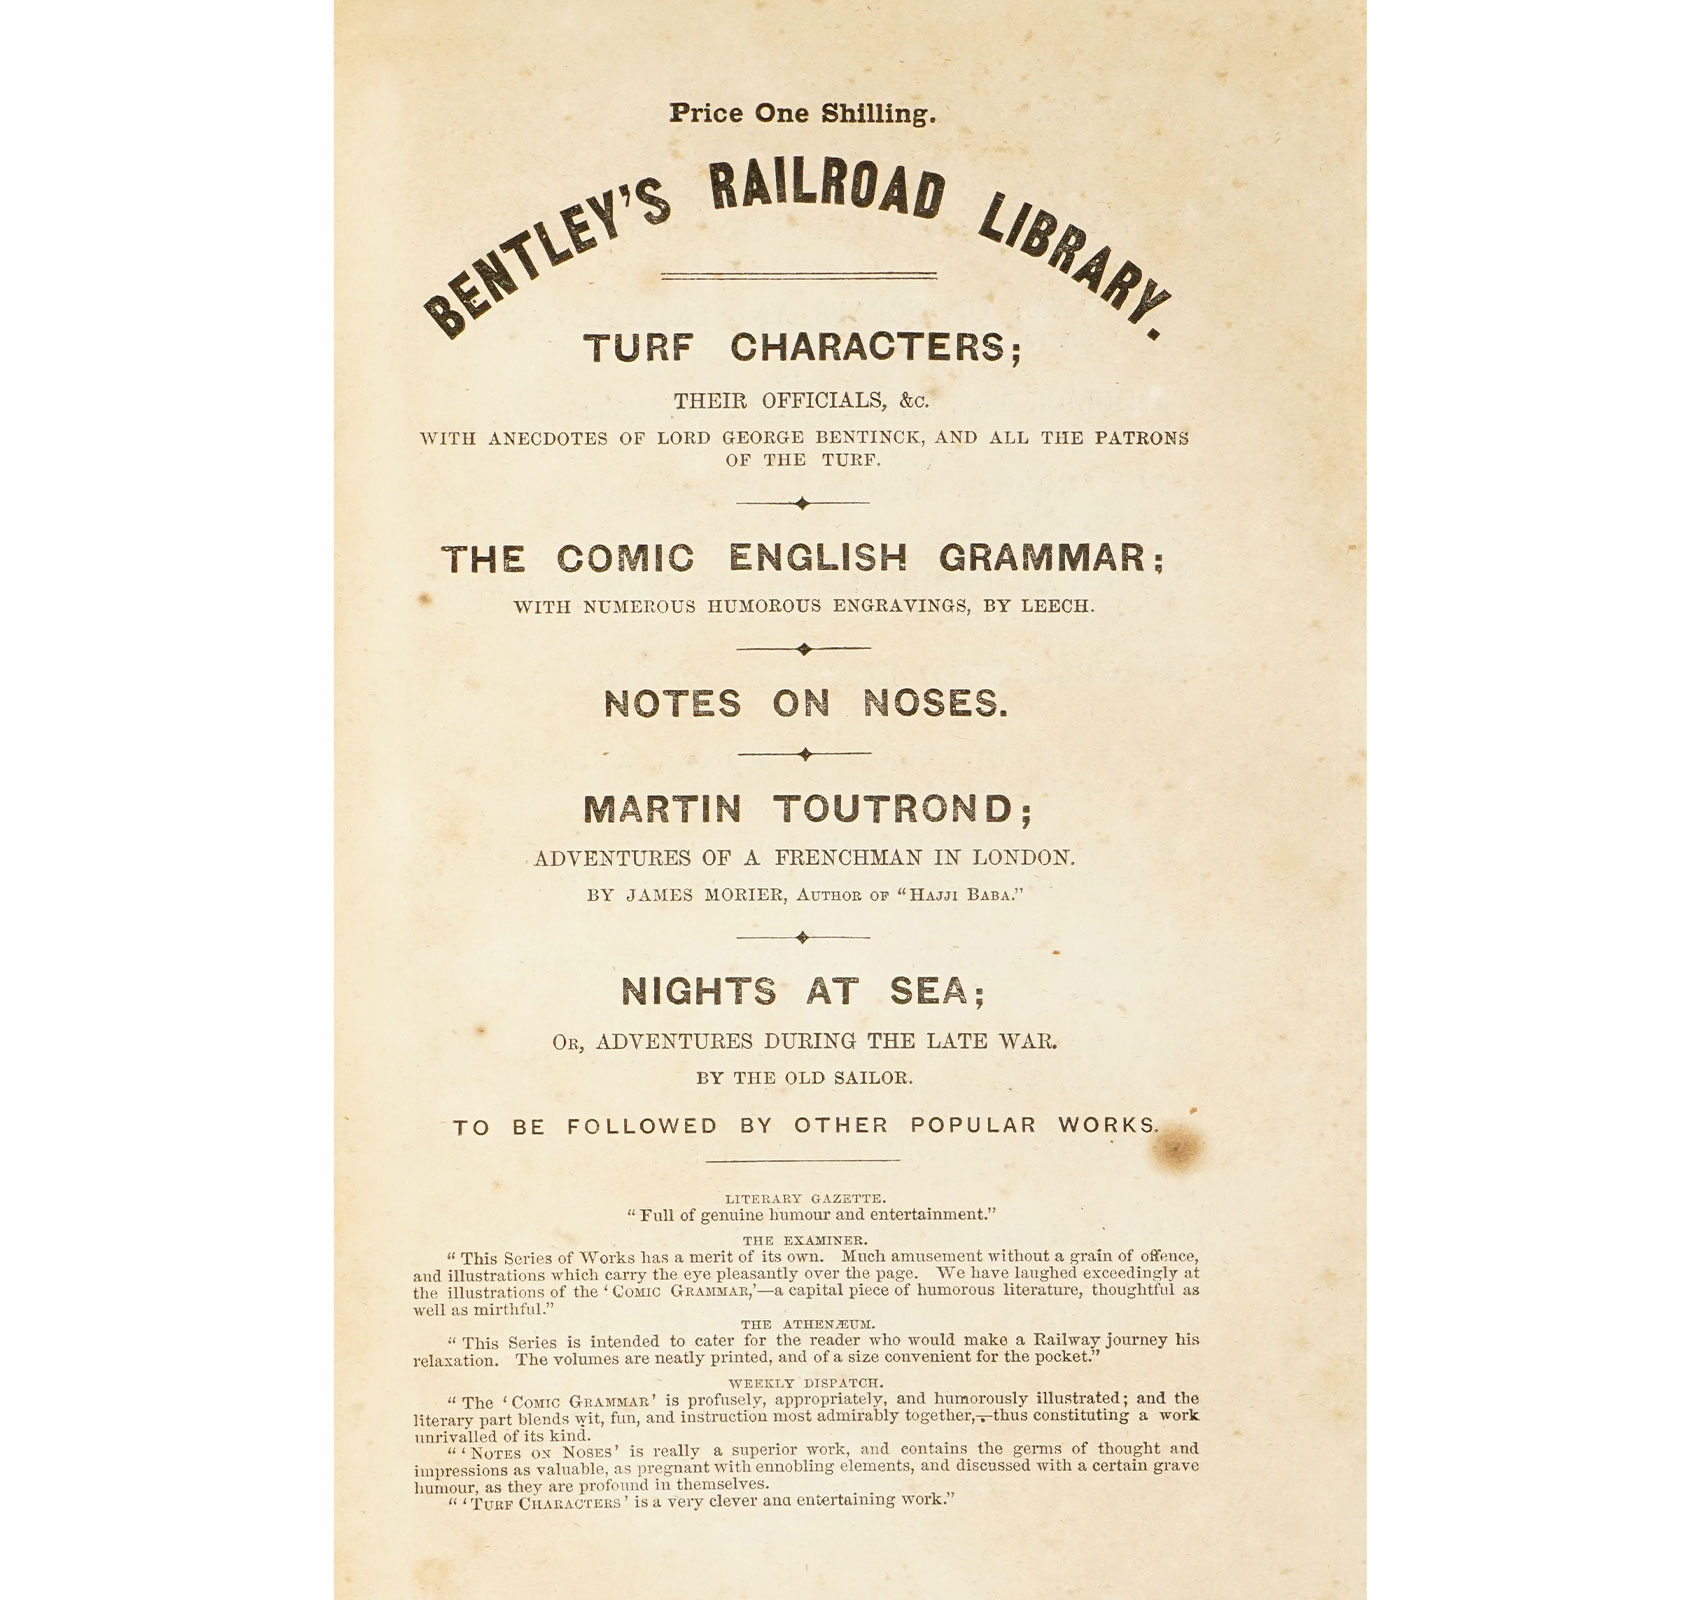 Price One Shilling.
BENTLEY'S RAILROAD LIBRARY.
TURF CHARACTERS;
THEIR OFFICIALS, &c.
WITH ANECDOTES OF LORD GEORGE BENTINCK, AND ALL THE PATRONS
OF THE TURF.
THE COMIC ENGLISH GRAMMAR;
WITH NUMEROUS HUMOROUS ENGRAVINGS, BY LEECH.
NOTES ON NOSES.
MARTIN TOUTROND;
ADVENTURES OF A FRENCHMAN IN LONDON.
BY JAMES MORIER, AUTHOR OF “HAJJI BABA.”
NIGHTS AT SEA;
OR, ADVENTURES DURING THE LATE WAR.
BY THE OLD SAILOR.
TO BE FOLLOWED BY OTHER POPULAR WORKS.
LITERARY GAZETTE.
“Full of genuine humour and entertainment.”
THE EXAMINER.
“This Series of Works has a merit of its own. Much amusement without a grain of offence,
and illustrations which carry the eye pleasantly over the page. We have laughed exceedingly at
the illustrations of the ‘COMIC GRAMMAR,’—a capital piece of humorous literature, thoughtful as
well as mirthful.”
THE ATHENÆUM.
“This Series is intended to cater for the reader who would make a Railway journey his
relaxation. The volumes are neatly printed, and of a size convenient for the pocket.”
WEEKLY DISPATCH.
“The ‘COMIC GRAMMAR’ is profusely, appropriately, and humorously illustrated; and the
literary part blends wit, fun, and instruction most admirably together,—thus constituting a work
unrivalled of its kind.
“‘NOTES ON NOSES’ is really a superior work, and contains the germs of thought and
impressions as valuable, as pregnant with ennobling elements, and discussed with a certain grave
humour, as they are profound in themselves.
“‘TURF CHARACTERS’ is a very clever and entertaining work.”